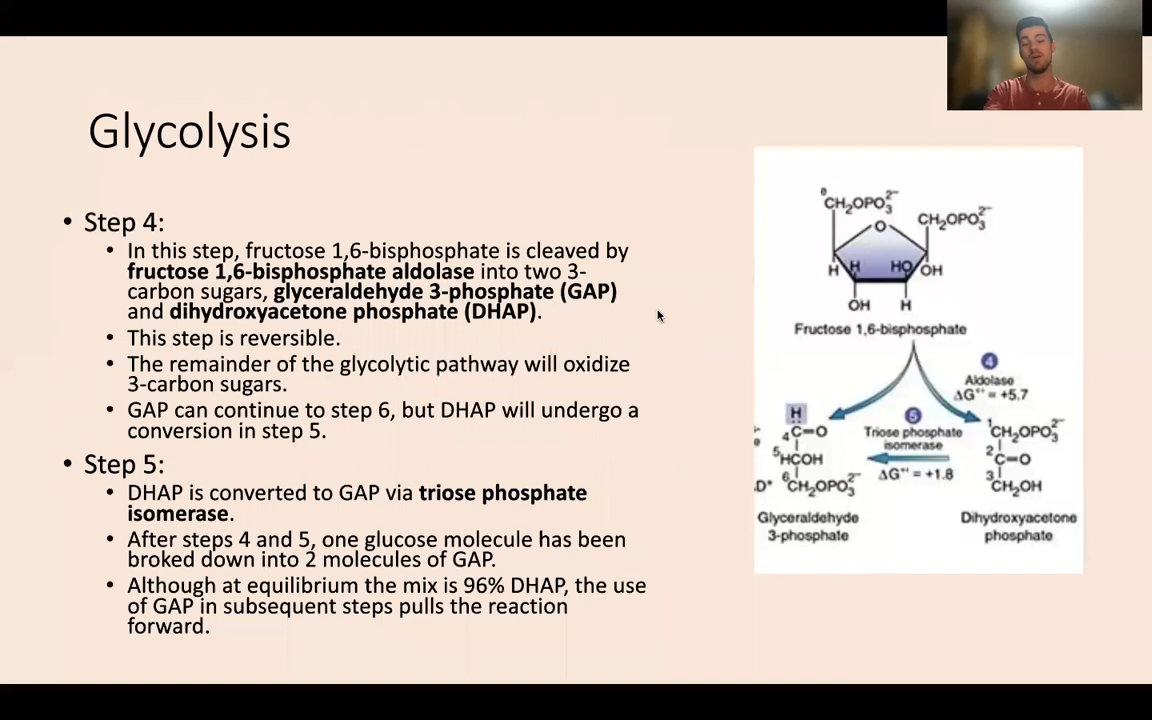 Glycolysis
• Step 4:
• In this step, fructose 1,6-bisphosphate is cleaved by
fructose 1,6-bisphosphate aldolase into two 3-
carbon sugars, glyceraldehyde 3-phosphate (GAP)
and dihydroxyacetone phosphate (DHAP).
• This step is reversible.
• The remainder of the glycolytic pathway will oxidize
3-carbon sugars.
• GAP can continue to step 6, but DHAP will undergo a
conversion in step 5.
• Step 5:
• DHAP is converted to GAP via triose phosphate
isomerase.
• After steps 4 and 5, one glucose molecule has been
broked down into 2 molecules of GAP.
• Although at equilibrium the mix is 96% DHAP, the use
of GAP in subsequent steps pulls the reaction
forward.
CH₂OPO₃²⁻
CH₂OPO₃²⁻
O
H H HO OH
OH H
Fructose 1,6-bisphosphate
4
Aldolase
ΔG°' = +5.7
H
4C=O
5HCOH
6CH₂OPO₃²⁻
Glyceraldehyde
3-phosphate
5
Triose phosphate
isomerase
ΔG°' = +1.8
1CH₂OPO₃²⁻
2C=O
3CH₂OH
Dihydroxyacetone
phosphate